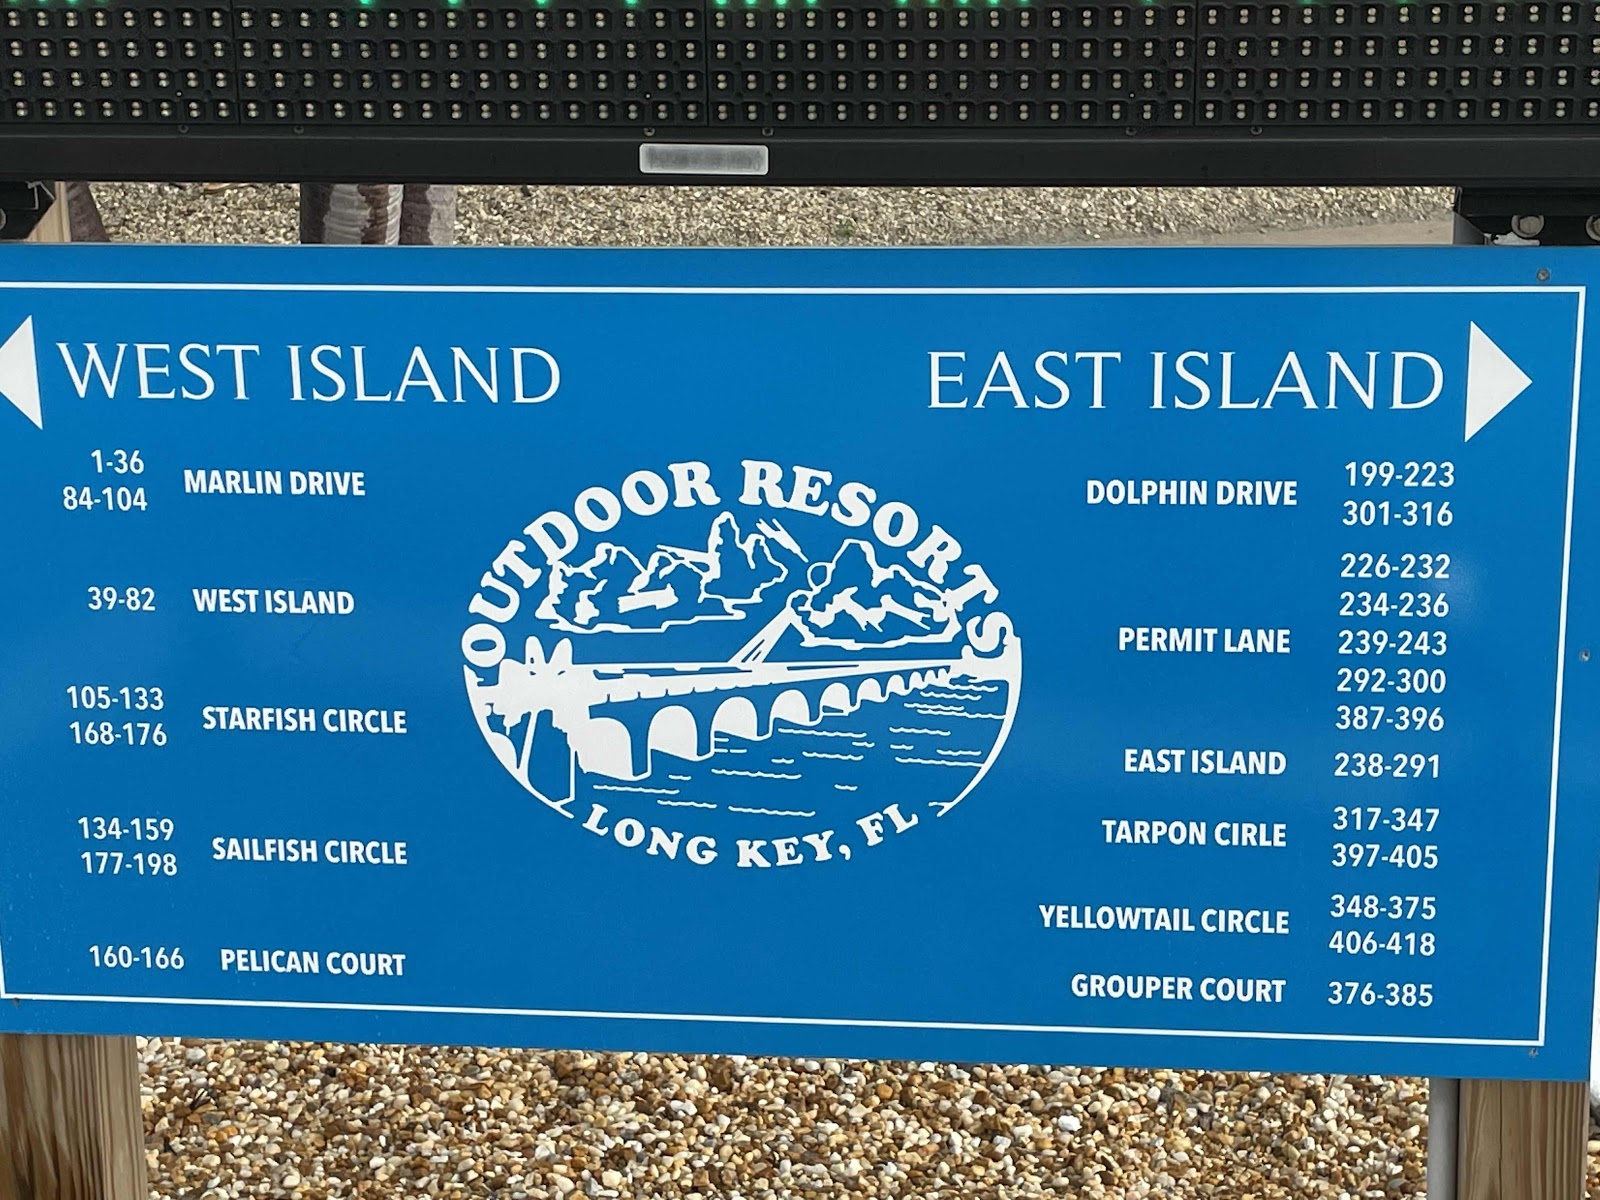 WEST ISLAND
1-36
84-104
MARLIN DRIVE
39-82 WEST ISLAND
105-133
168-176
STARFISH CIRCLE
134-159
177-198
SAILFISH CIRCLE
160-166 PELICAN COURT
OUTDOOR RESORTS
LONG KEY, FL
EAST ISLAND
DOLPHIN DRIVE
199-223
301-316
PERMIT LANE
226-232
234-236
239-243
292-300
387-396
EAST ISLAND 238-291
TARPON CIRLE
317-347
397-405
YELLOWTAIL CIRCLE
348-375
406-418
GROUPER COURT 376-385